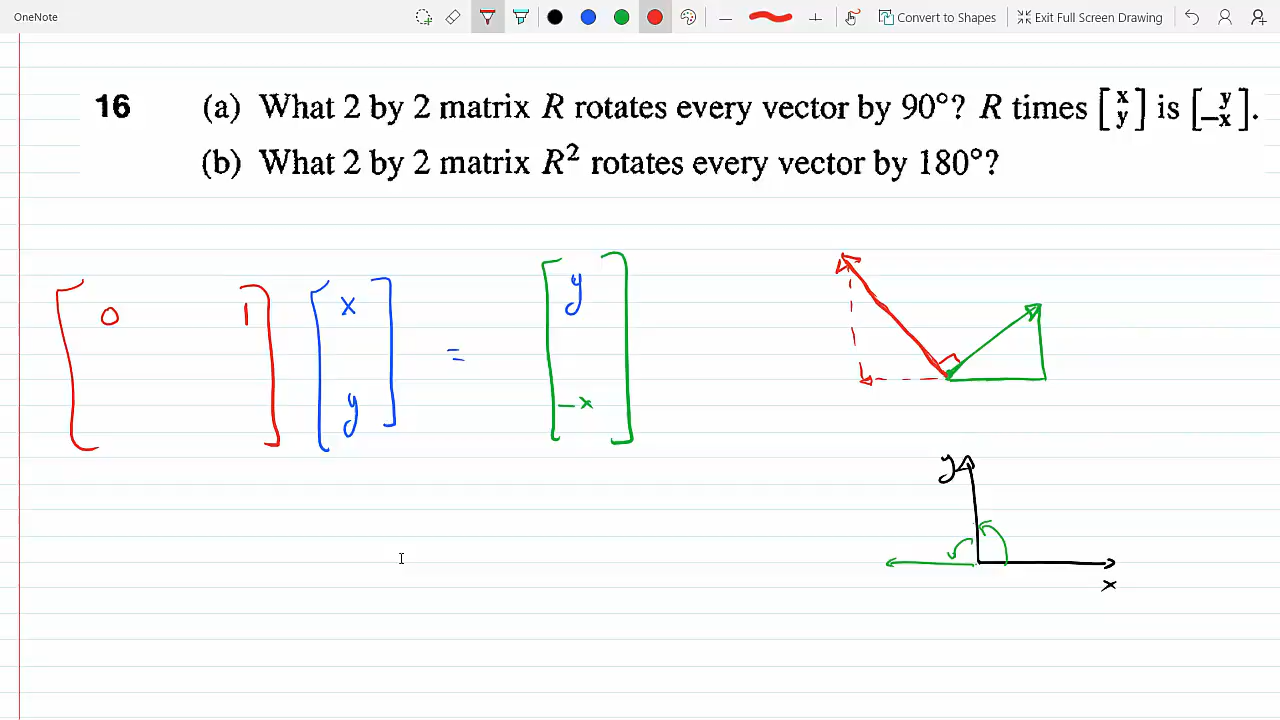 OneNote
Convert to Shapes
Exit Full Screen Drawing
16 (a) What 2 by 2 matrix R rotates every vector by 90°? R times [x y] is [y −x].
(b) What 2 by 2 matrix R² rotates every vector by 180°?
0 1
x
y
=
y
−x
y
x